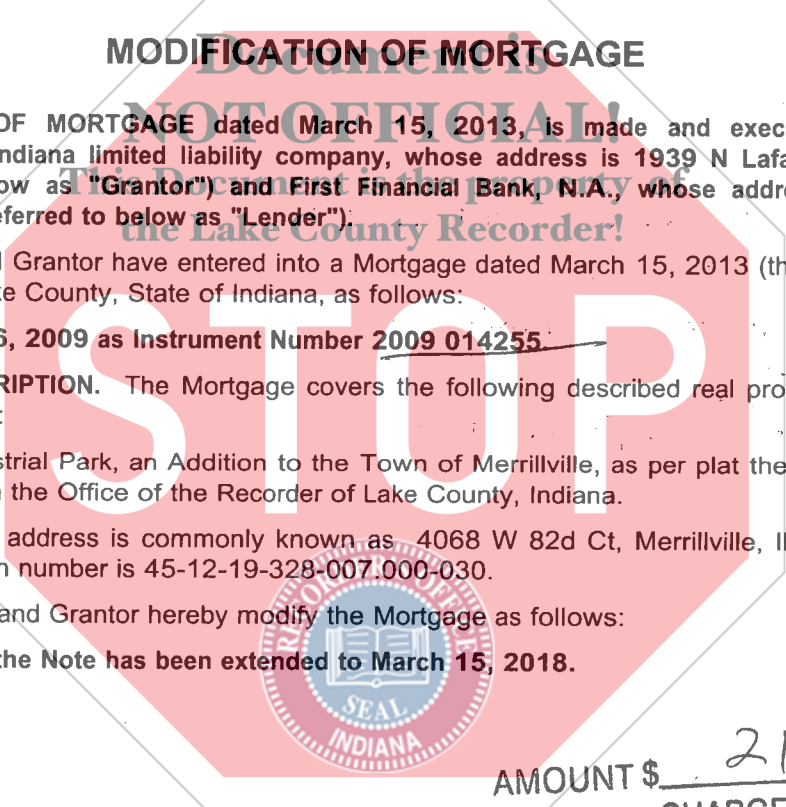 MODIFICATION OF MORTGAGE
Document is
NOT OFFICIAL!
This Document is the property of
the Lake County Recorder!
STOP
OF MORTGAGE dated March 15, 2013, is made and exec
ndiana limited liability company, whose address is 1939 N Lafa
ow as "Grantor") and First Financial Bank, N.A., whose addre
eferred to below as "Lender").
Grantor have entered into a Mortgage dated March 15, 2013 (th
ke County, State of Indiana, as follows:
6, 2009 as Instrument Number 2009 014255.
RIPTION. The Mortgage covers the following described real pro
strial Park, an Addition to the Town of Merrillville, as per plat the
the Office of the Recorder of Lake County, Indiana.
address is commonly known as 4068 W 82d Ct, Merrillville, I
n number is 45-12-19-328-007.000-030.
and Grantor hereby modify the Mortgage as follows:
the Note has been extended to March 15, 2018.
RECORDER'S OFFICE
SEAL
INDIANA
AMOUNT $ 21
CHARGE